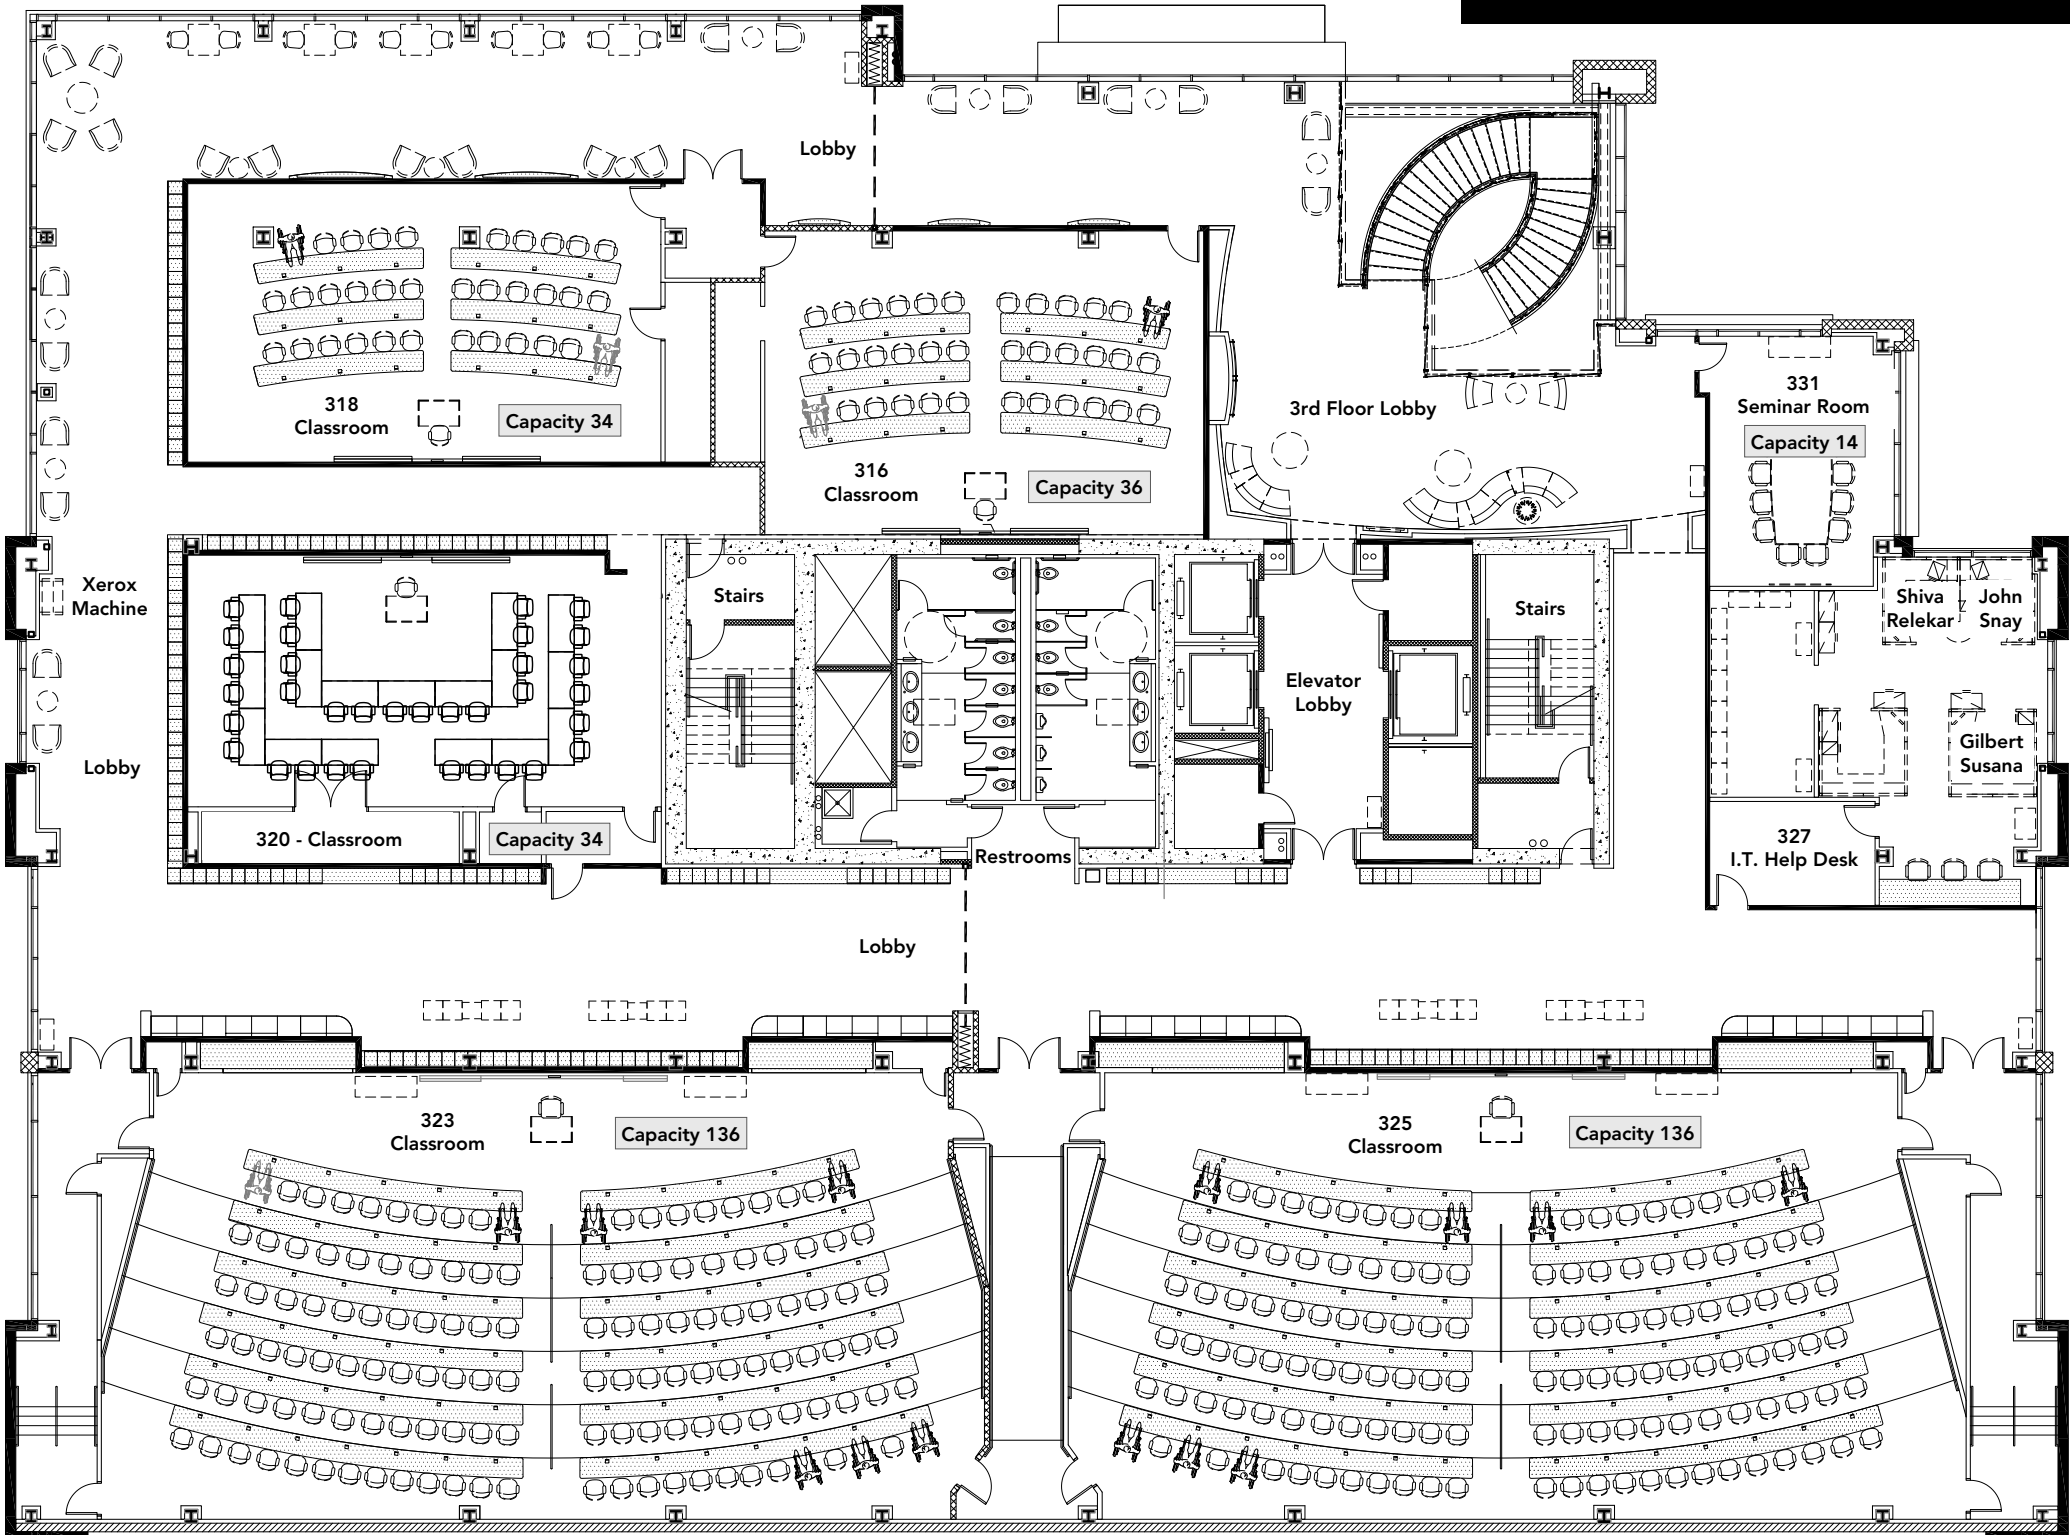 Lobby
318
Classroom
Capacity 34
316
Classroom
Capacity 36
3rd Floor Lobby
331
Seminar Room
Capacity 14
Xerox
Machine
Stairs
Elevator
Lobby
Stairs
Shiva
Relekar
John
Snay
Gilbert
Susana
Lobby
320 - Classroom
Capacity 34
Restrooms
327
I.T. Help Desk
Lobby
323
Classroom
Capacity 136
325
Classroom
Capacity 136